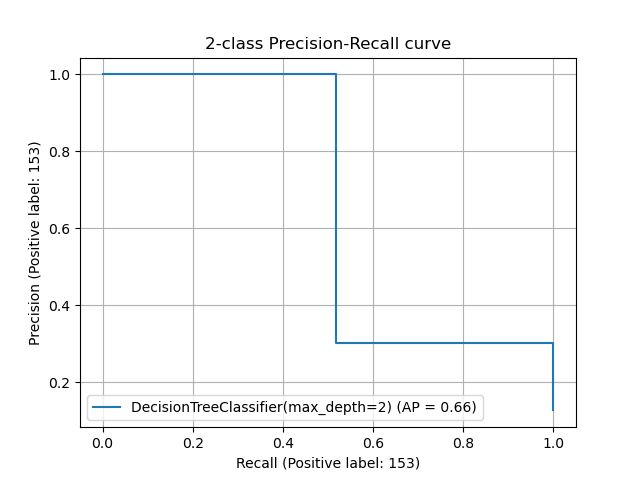 2-class Precision-Recall curve
1.0
0.8
0.6
0.4
0.2
Precision (Positive label: 153)
DecisionTreeClassifier(max_depth=2) (AP = 0.66)
0.0 0.2 0.4 0.6 0.8 1.0
Recall (Positive label: 153)